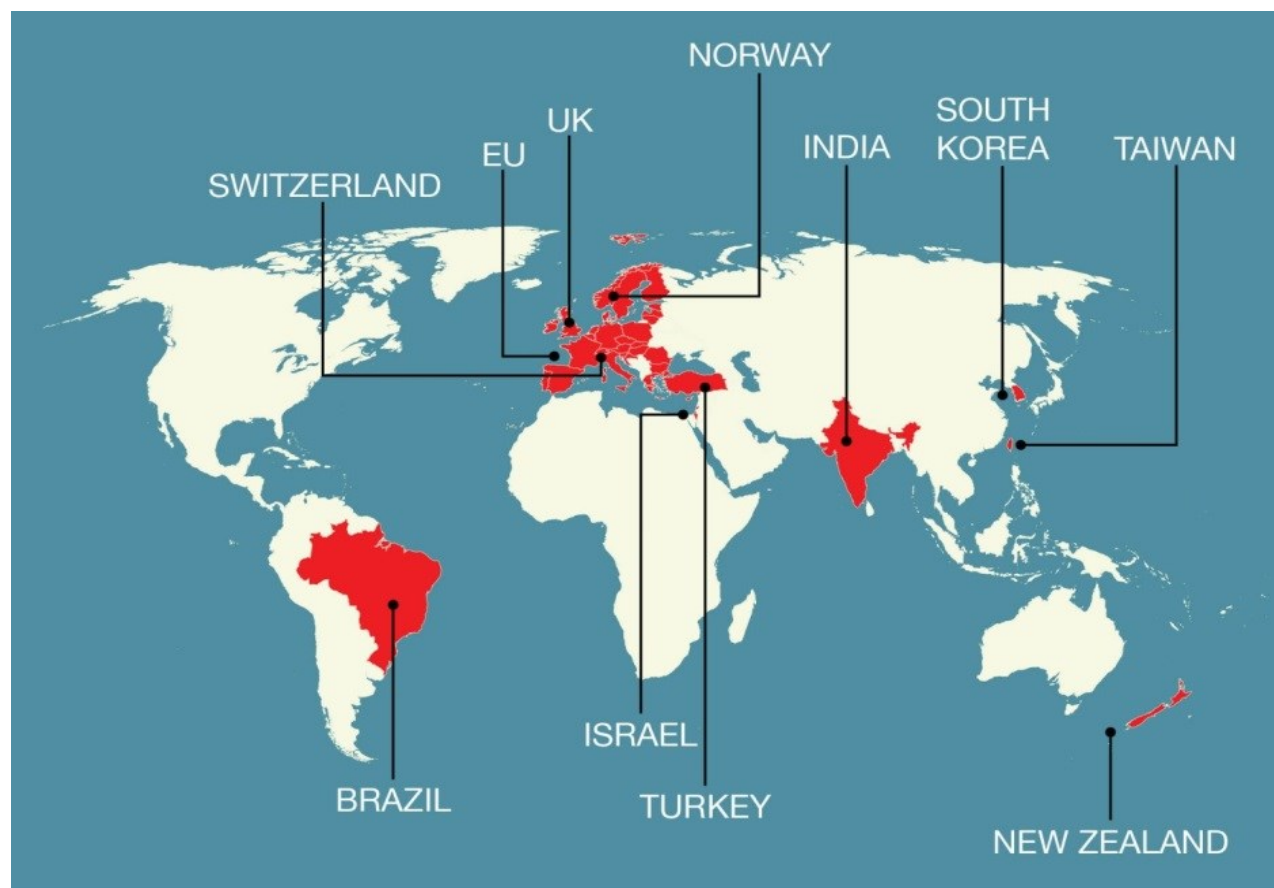 NORWAY
UK
SOUTH
KOREA
EU
INDIA
TAIWAN
SWITZERLAND
ISRAEL
BRAZIL
TURKEY
NEW ZEALAND